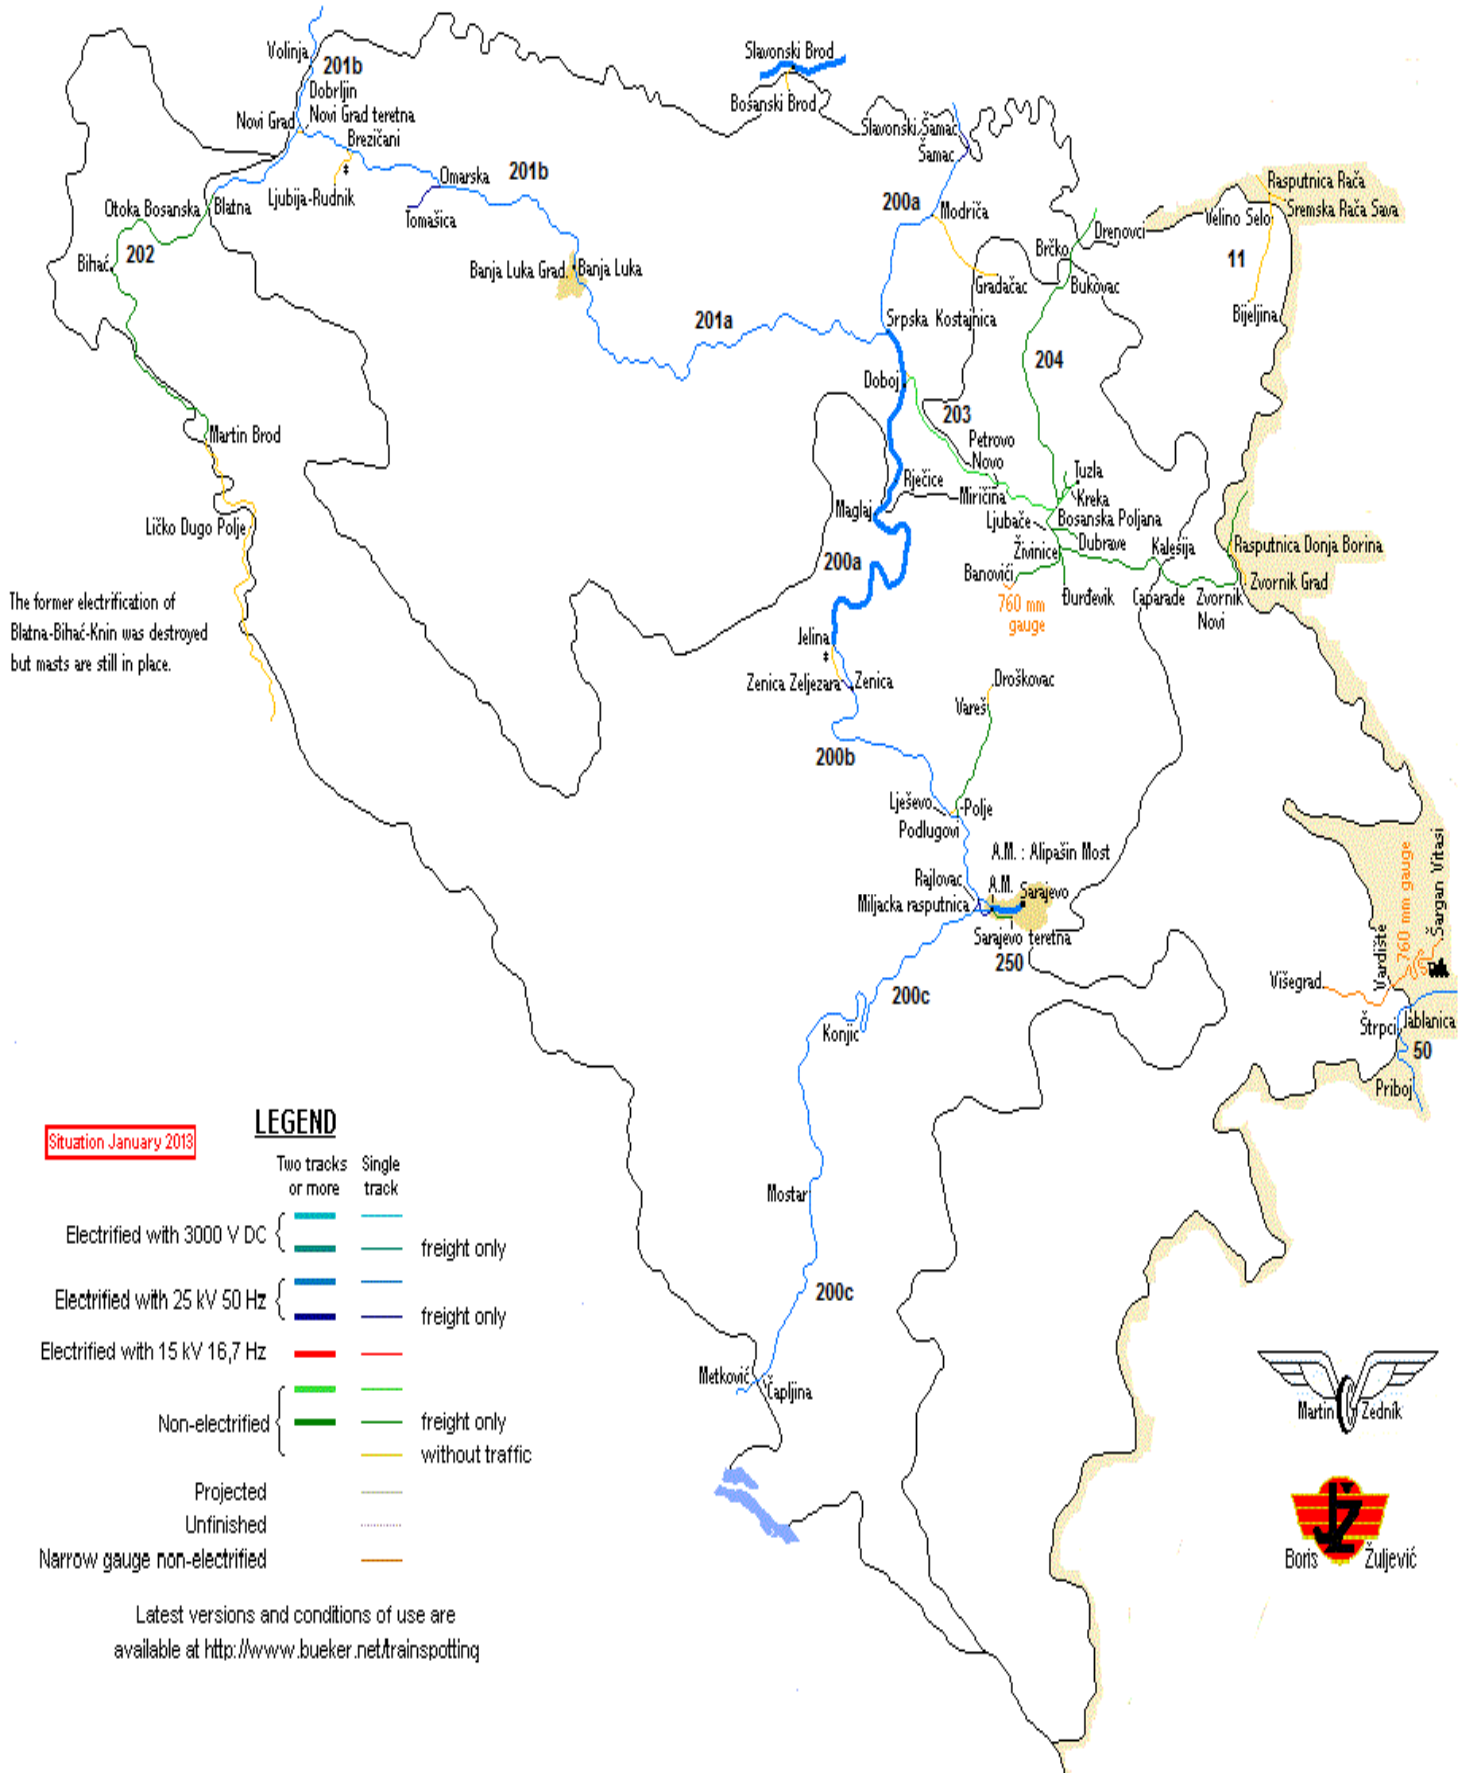 Volinja
201b
Dobrljin
Novi Grad
Novi Grad teretna
Brezičani
Ljubija-Rudnik
Omarska
201b
Tomašica
Otoka Bosanska
Blatna
202
Bihać
Banja Luka Grad
Banja Luka
201a
Slavonski Brod
Bosanski Brod
Slavonski Šamac
Šamac
200a
Modriča
Gradačac
Brčko
Drenovci
Bukovac
Velino Selo
Rasputnica Rača
Sremska Rača Sava
11
Bijeljina
Srpska Kostajnica
204
Doboj
203
Petrovo
Novo
Rječice
Miričina
Maglaj
Tuzla
Kreka
Ljubače
Bosanska Poljana
Dubrave
Živinice
Kalesija
Rasputnica Donja Borina
Zvornik Grad
Banovići
Đurđevik
Caparade
Zvornik
Novi
760 mm
gauge
200a
Martin Brod
Ličko Dugo Polje
The former electrification of
Blatna-Bihać-Knin was destroyed
but masts are still in place.
Jelina
Zenica Zeljezara
Zenica
Droškovac
Vareš
200b
Lješevo
Polje
Podlugovi
A.M. : Alipašin Most
Rajlovac
A.M.
Sarajevo
Miljacka rasputnica
Sarajevo teretna
250
200c
Konjic
760 mm gauge
Šargan Vitasi
Vardište
Višegrad
Štrpci
Jablanica
50
Priboj
Mostar
200c
Metković
Čapljina
Situation January 2013
LEGEND
Two tracks
or more
Single
track
Electrified with 3000 V DC
freight only
Electrified with 25 kV 50 Hz
freight only
Electrified with 15 kV 16,7 Hz
Non-electrified
freight only
without traffic
Projected
Unfinished
Narrow gauge non-electrified
Latest versions and conditions of use are
available at http://www.bueker.net/trainspotting
Martin Zednik
JŽ
Boris Žuljević